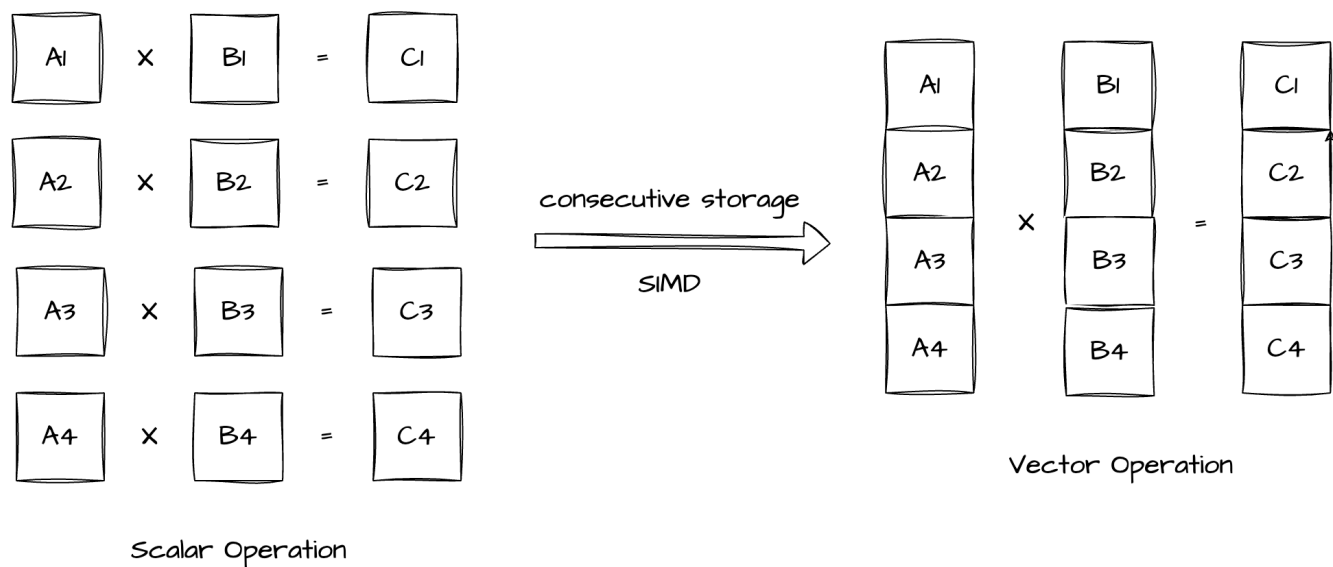 A1 x B1 = C1
A2 x B2 = C2
A3 x B3 = C3
A4 x B4 = C4
Scalar Operation
consecutive storage
SIMD
A1 B1 C1
A2 B2 C2
x =
A3 B3 C3
A4 B4 C4
Vector Operation